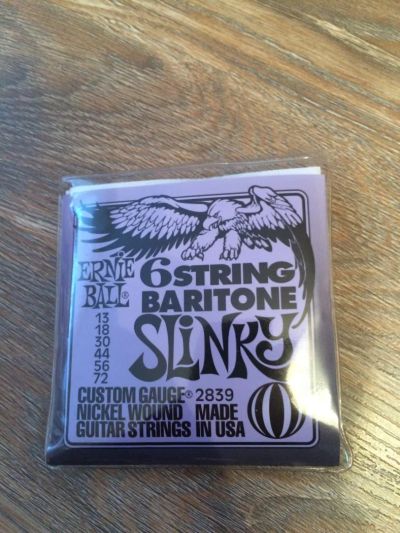 ERNIE
BALL®
6 STRING
BARITONE
SLINKY
13
18
30
44
56
72
CUSTOM GAUGE® 2839
NICKEL WOUND MADE
GUITAR STRINGS IN USA